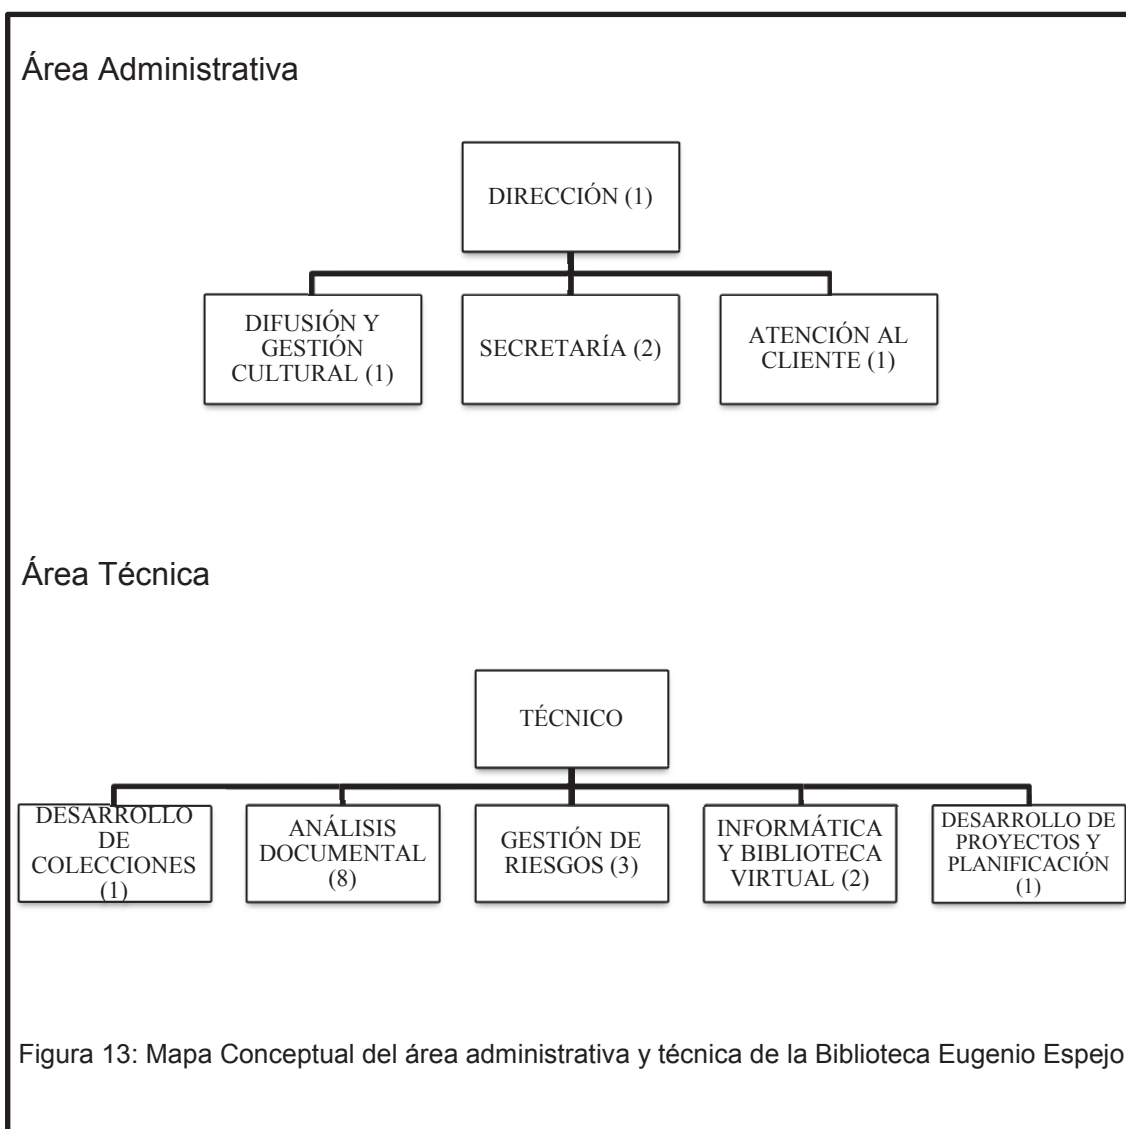 Área Administrativa
DIRECCIÓN (1)
DIFUSIÓN Y
GESTIÓN
CULTURAL (1)
SECRETARÍA (2)
ATENCIÓN AL
CLIENTE (1)
Área Técnica
TÉCNICO
DESARROLLO
DE
COLECCIONES
(1)
ANÁLISIS
DOCUMENTAL
(8)
GESTIÓN DE
RIESGOS (3)
INFORMÁTICA
Y BIBLIOTECA
VIRTUAL (2)
DESARROLLO DE
PROYECTOS Y
PLANIFICACIÓN
(1)
Figura 13: Mapa Conceptual del área administrativa y técnica de la Biblioteca Eugenio Espejo